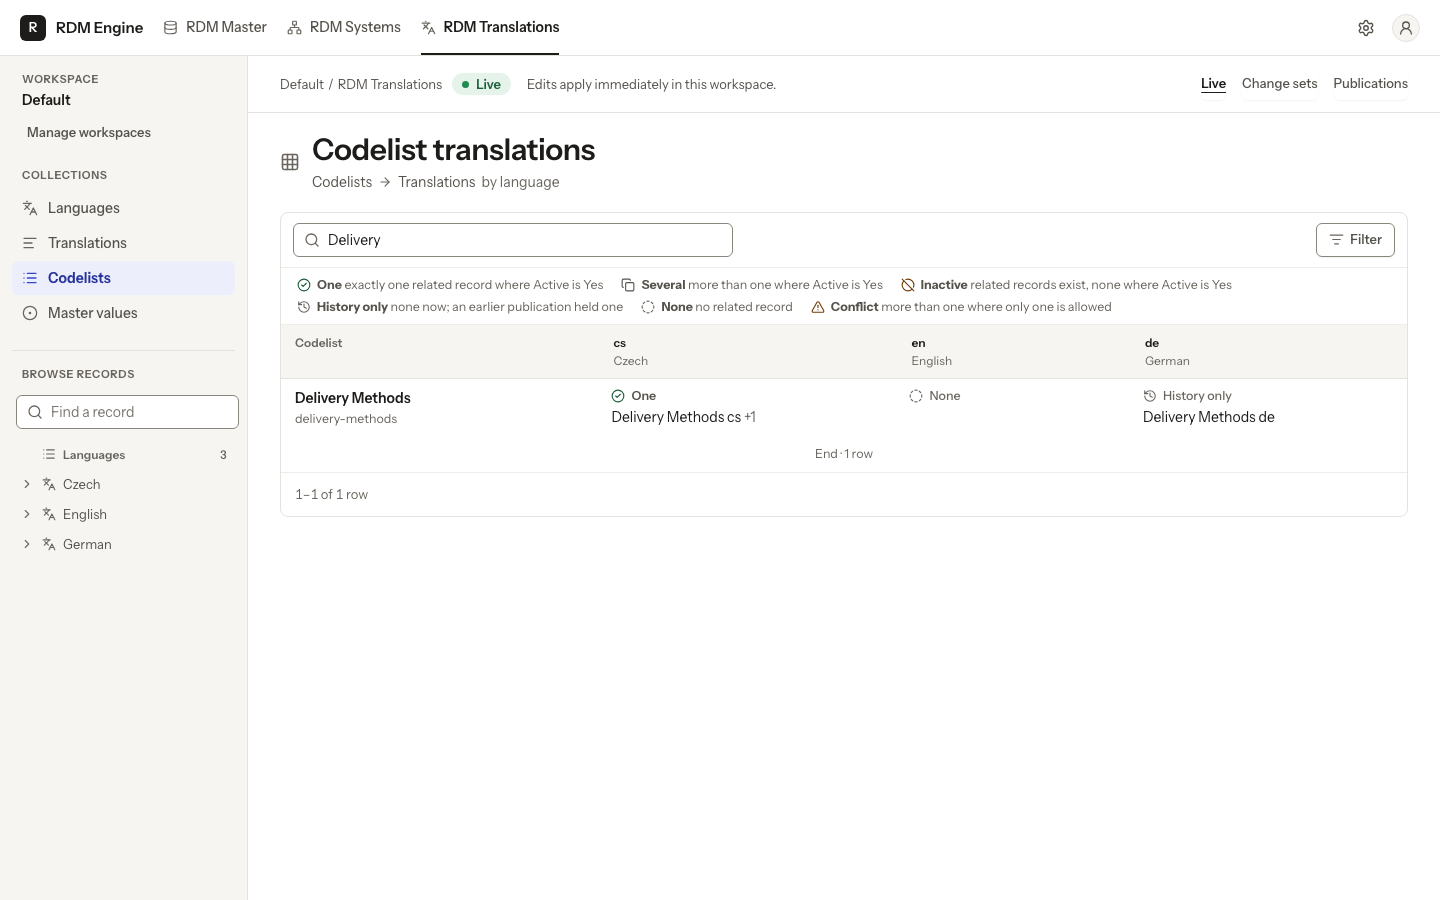 R RDM Engine RDM Master RDM Systems RDM Translations
WORKSPACE
Default
Manage workspaces
COLLECTIONS
Languages
Translations
Codelists
Master values
BROWSE RECORDS
Find a record
Languages 3
Czech
English
German
Default / RDM Translations Live Edits apply immediately in this workspace.
Live Change sets Publications
Codelist translations
Codelists → Translations by language
Delivery
Filter
One exactly one related record where Active is Yes Several more than one where Active is Yes Inactive related records exist, none where Active is Yes
History only none now; an earlier publication held one None no related record Conflict more than one where only one is allowed
Codelist cs en de
Czech English German
Delivery Methods One None History only
delivery-methods Delivery Methods cs +1 Delivery Methods de
End · 1 row
1–1 of 1 row